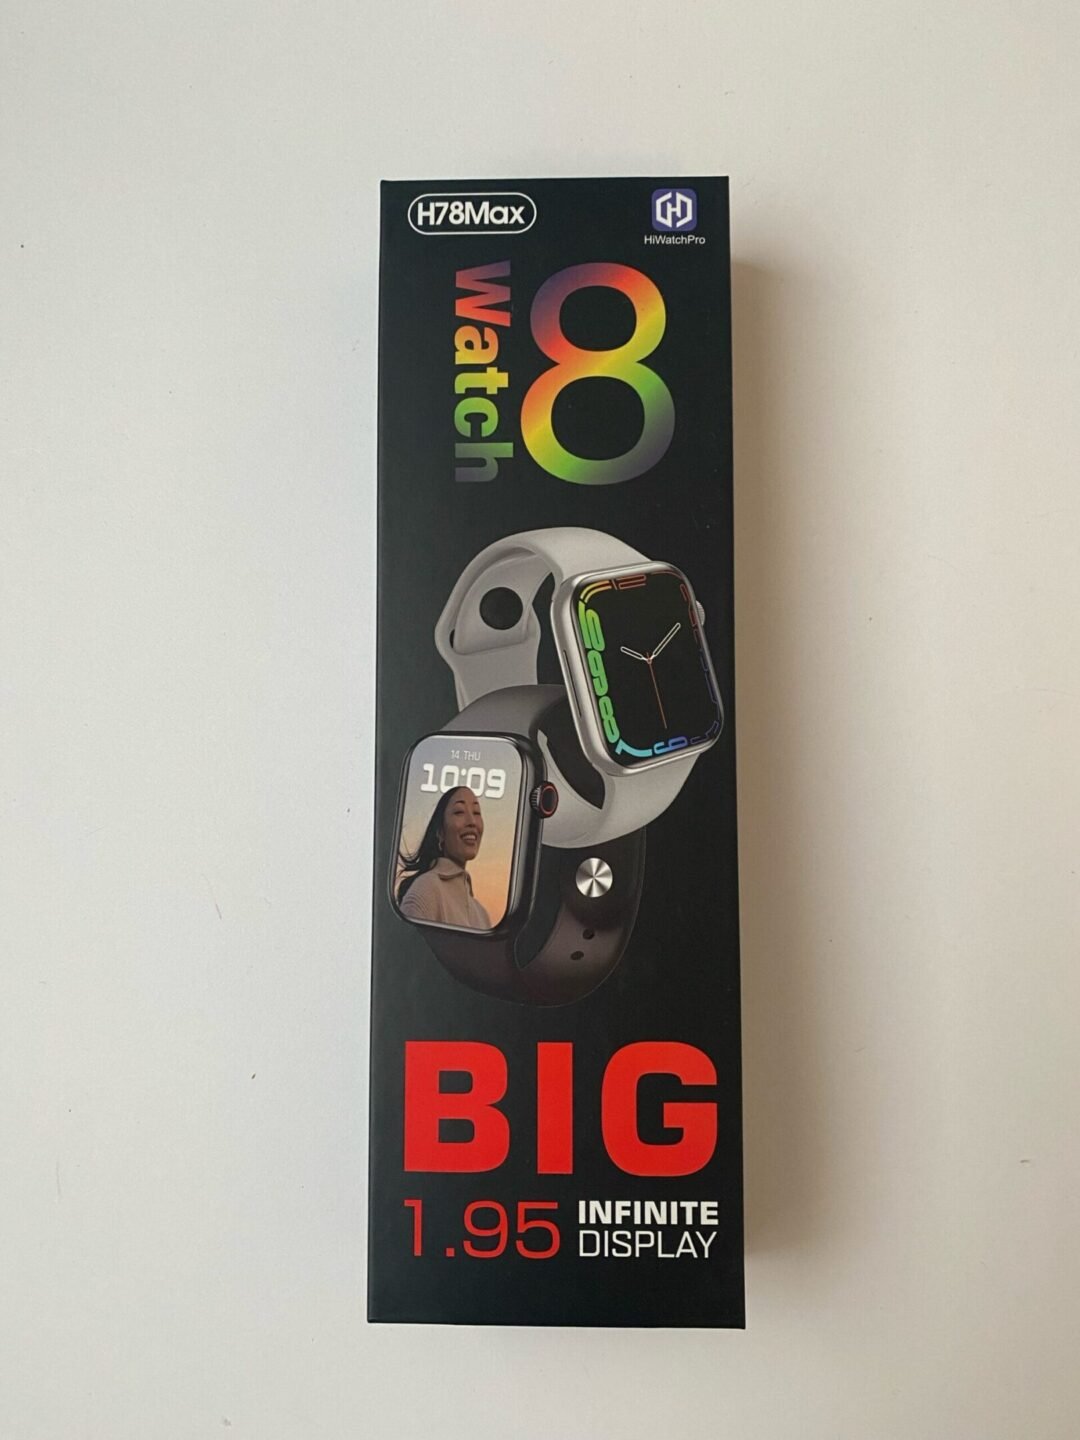 H78Max
HiWatchPro
Watch 8
14 THU
10:09
BIG
1.95 INFINITE
DISPLAY